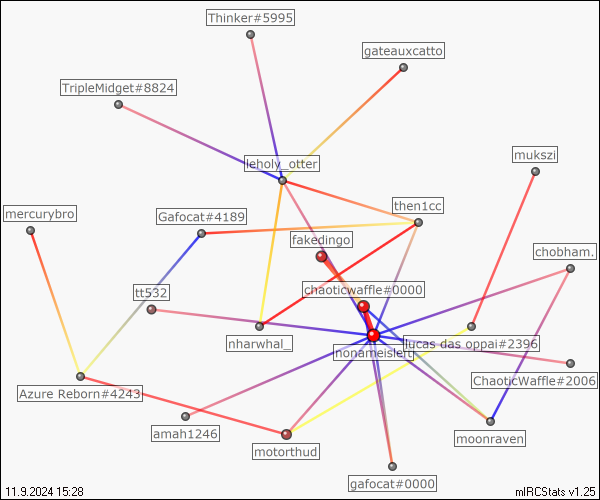 Thinker#5995
gateauxcatto
TripleMidget#8824
leholy_otter
mukszi
then1cc
mercurybro
Gafocat#4189
fakedingo
chobham.
chaoticwaffle#0000
tt532
nharwhal_
lucas das oppai#2396
nonameisleft
ChaoticWaffle#2006
Azure Reborn#4243
amah1246
moonraven
motorthud
gafocat#0000
11.9.2024 15:28
mIRCStats v1.25